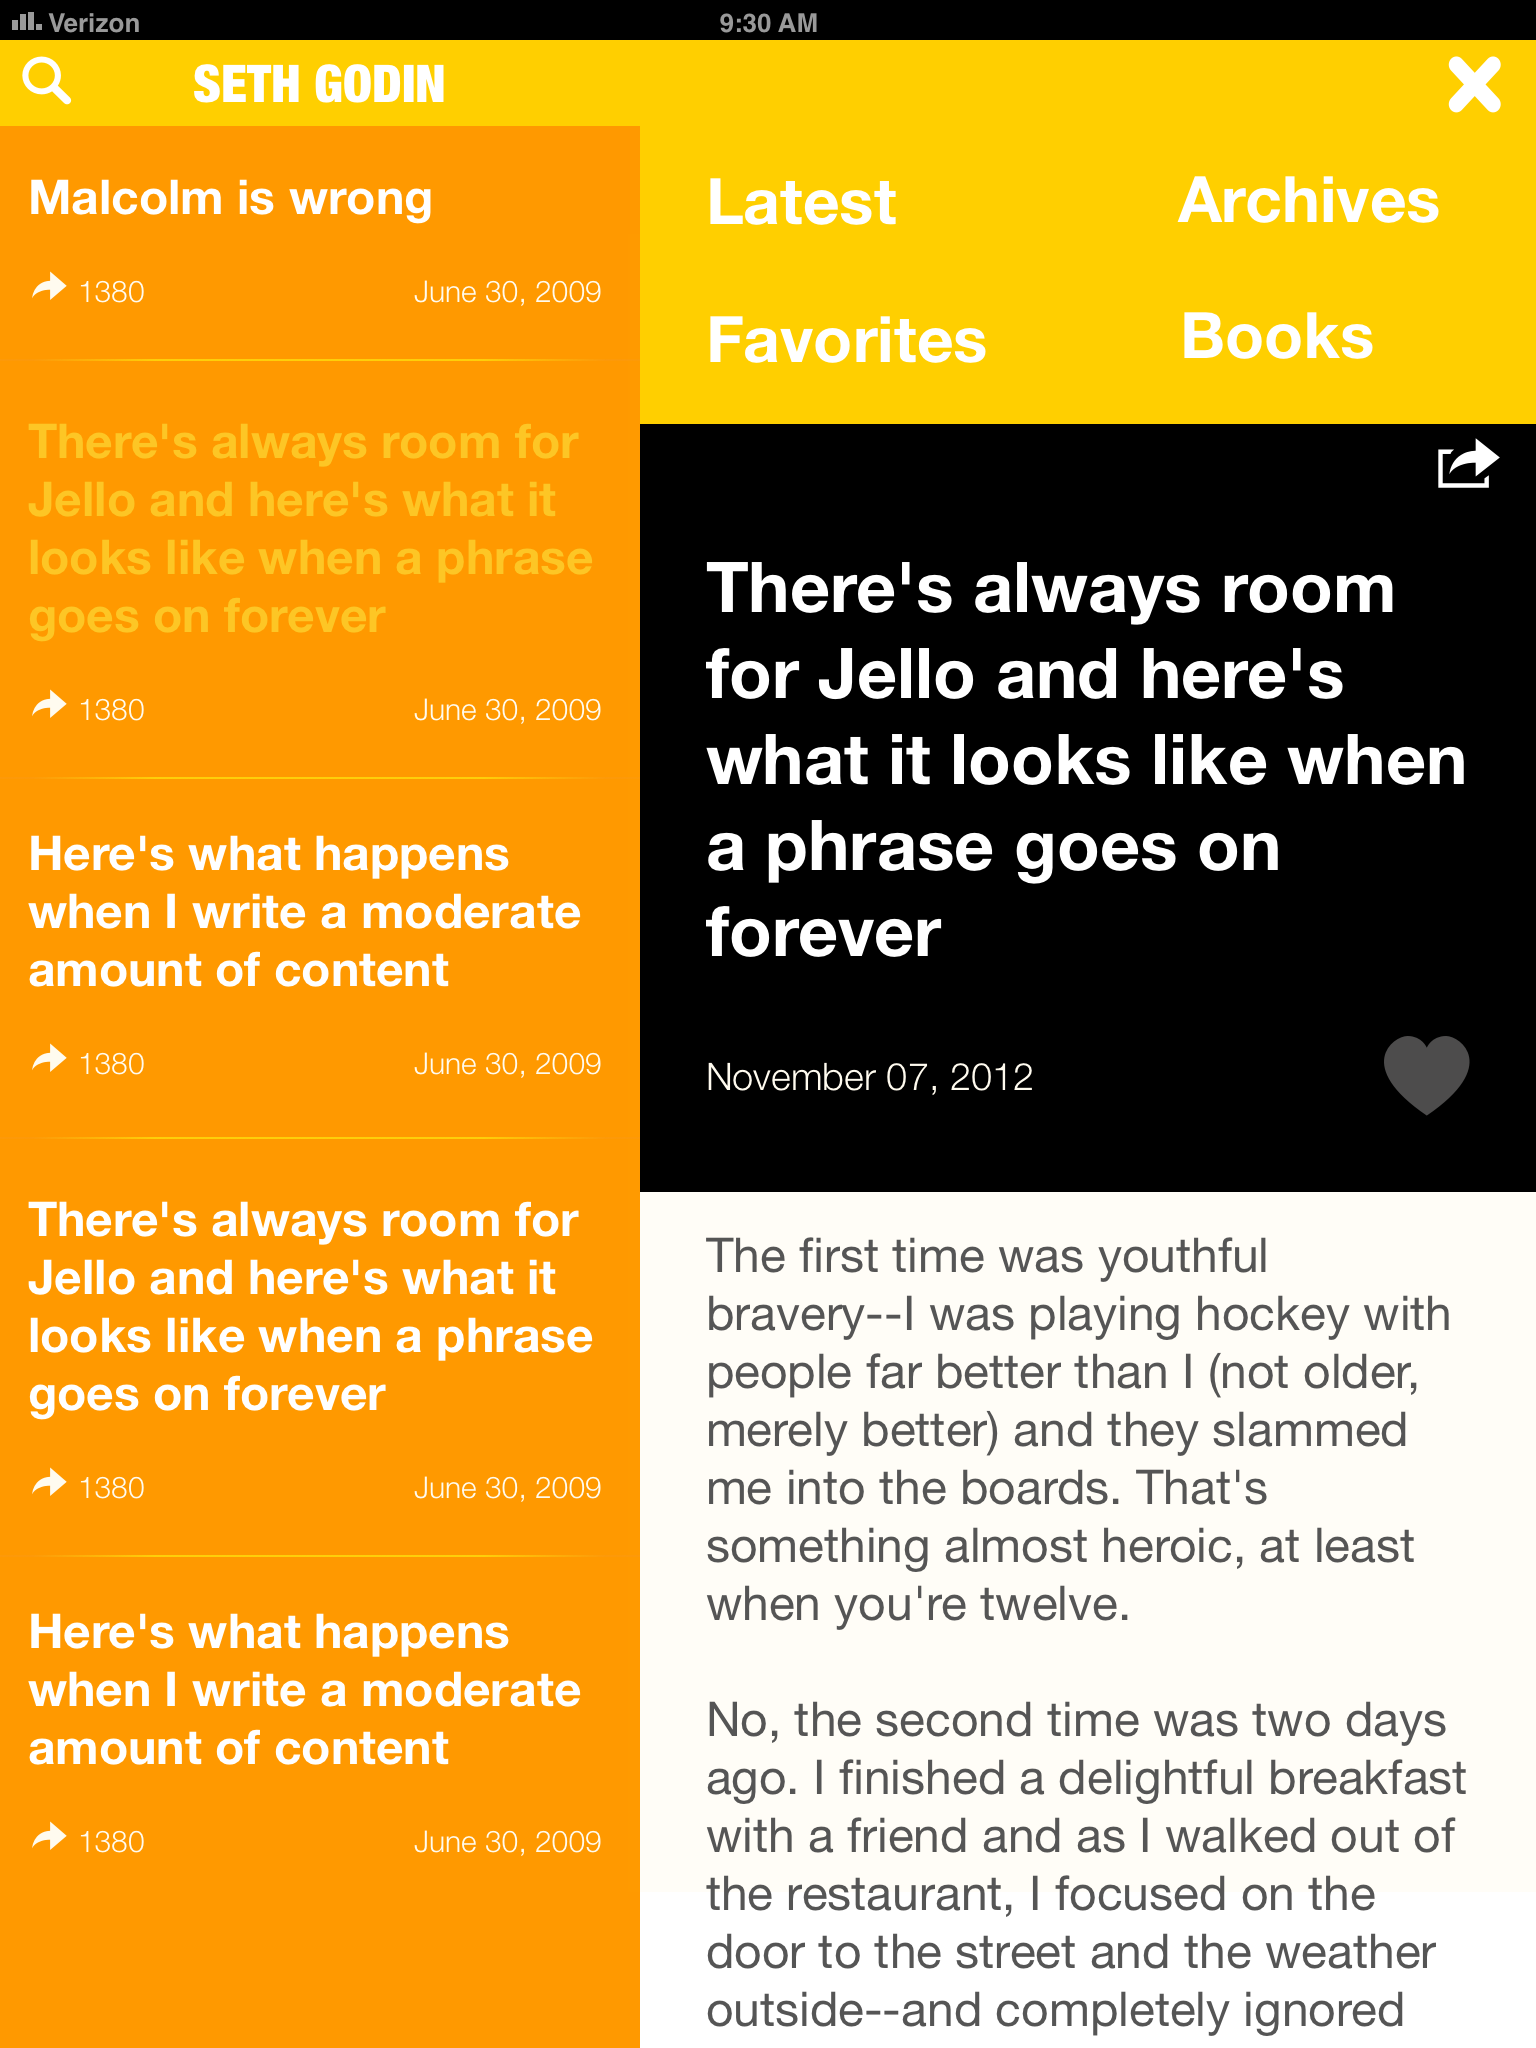 Verizon
9:30 AM
SETH GODIN
Malcolm is wrong
1380
June 30, 2009
There's always room for
Jello and here's what it
looks like when a phrase
goes on forever
1380
June 30, 2009
Here's what happens
when I write a moderate
amount of content
1380
June 30, 2009
There's always room for
Jello and here's what it
looks like when a phrase
goes on forever
1380
June 30, 2009
Here's what happens
when I write a moderate
amount of content
1380
June 30, 2009
Latest
Archives
Favorites
Books
There's always room
for Jello and here's
what it looks like when
a phrase goes on
forever
November 07, 2012
The first time was youthful
bravery--I was playing hockey with
people far better than I (not older,
merely better) and they slammed
me into the boards. That's
something almost heroic, at least
when you're twelve.
No, the second time was two days
ago. I finished a delightful breakfast
with a friend and as I walked out of
the restaurant, I focused on the
door to the street and the weather
outside--and completely ignored